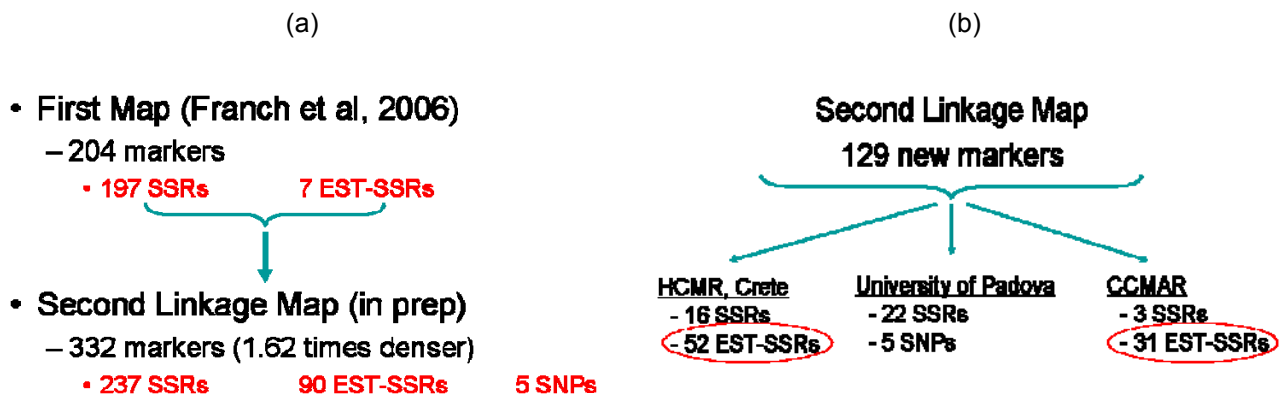 (a)
• First Map (Franch et al, 2006)
– 204 markers
• 197 SSRs 7 EST-SSRs
• Second Linkage Map (in prep)
– 332 markers (1.62 times denser)
• 237 SSRs 90 EST-SSRs 5 SNPs
(b)
Second Linkage Map
129 new markers
HCMR, Crete
- 16 SSRs
- 52 EST-SSRs
University of Padova
- 22 SSRs
- 5 SNPs
CCMAR
- 3 SSRs
- 31 EST-SSRs